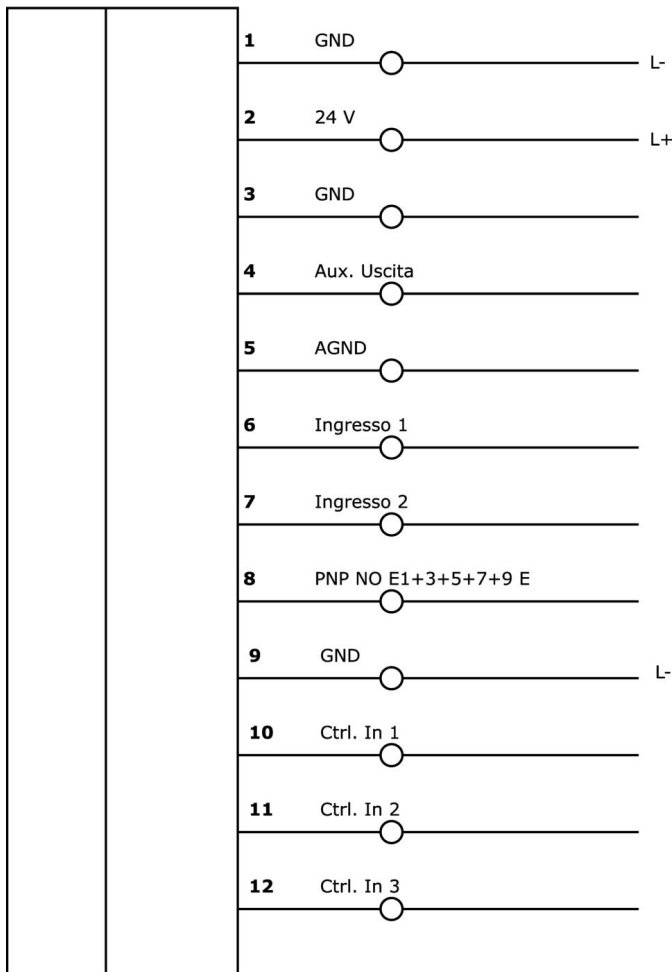 1 GND
L-
2 24 V
L+
3 GND
4 Aux. Uscita
5 AGND
6 Ingresso 1
7 Ingresso 2
8 PNP NO E1+3+5+7+9 E
9 GND
L-
10 Ctrl. In 1
11 Ctrl. In 2
12 Ctrl. In 3